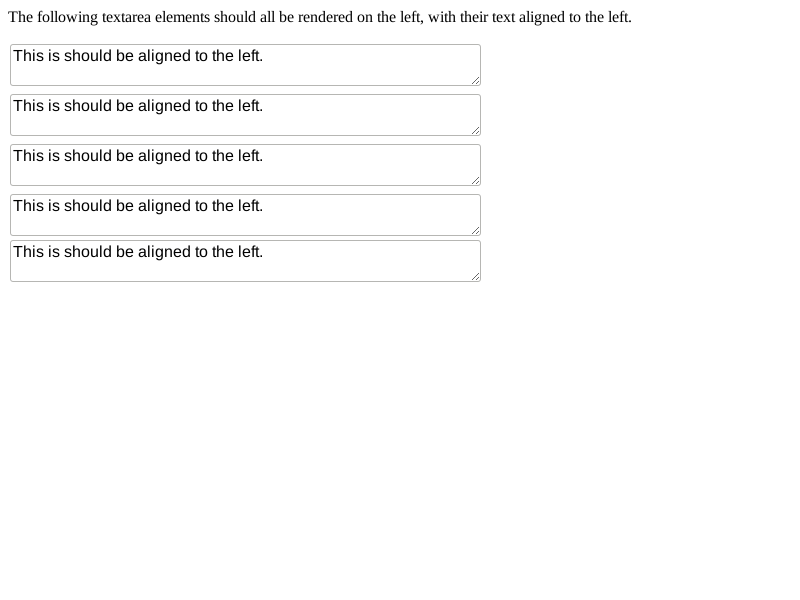 The following textarea elements should all be rendered on the left, with their text aligned to the left.
This is should be aligned to the left.
This is should be aligned to the left.
This is should be aligned to the left.
This is should be aligned to the left.
This is should be aligned to the left.